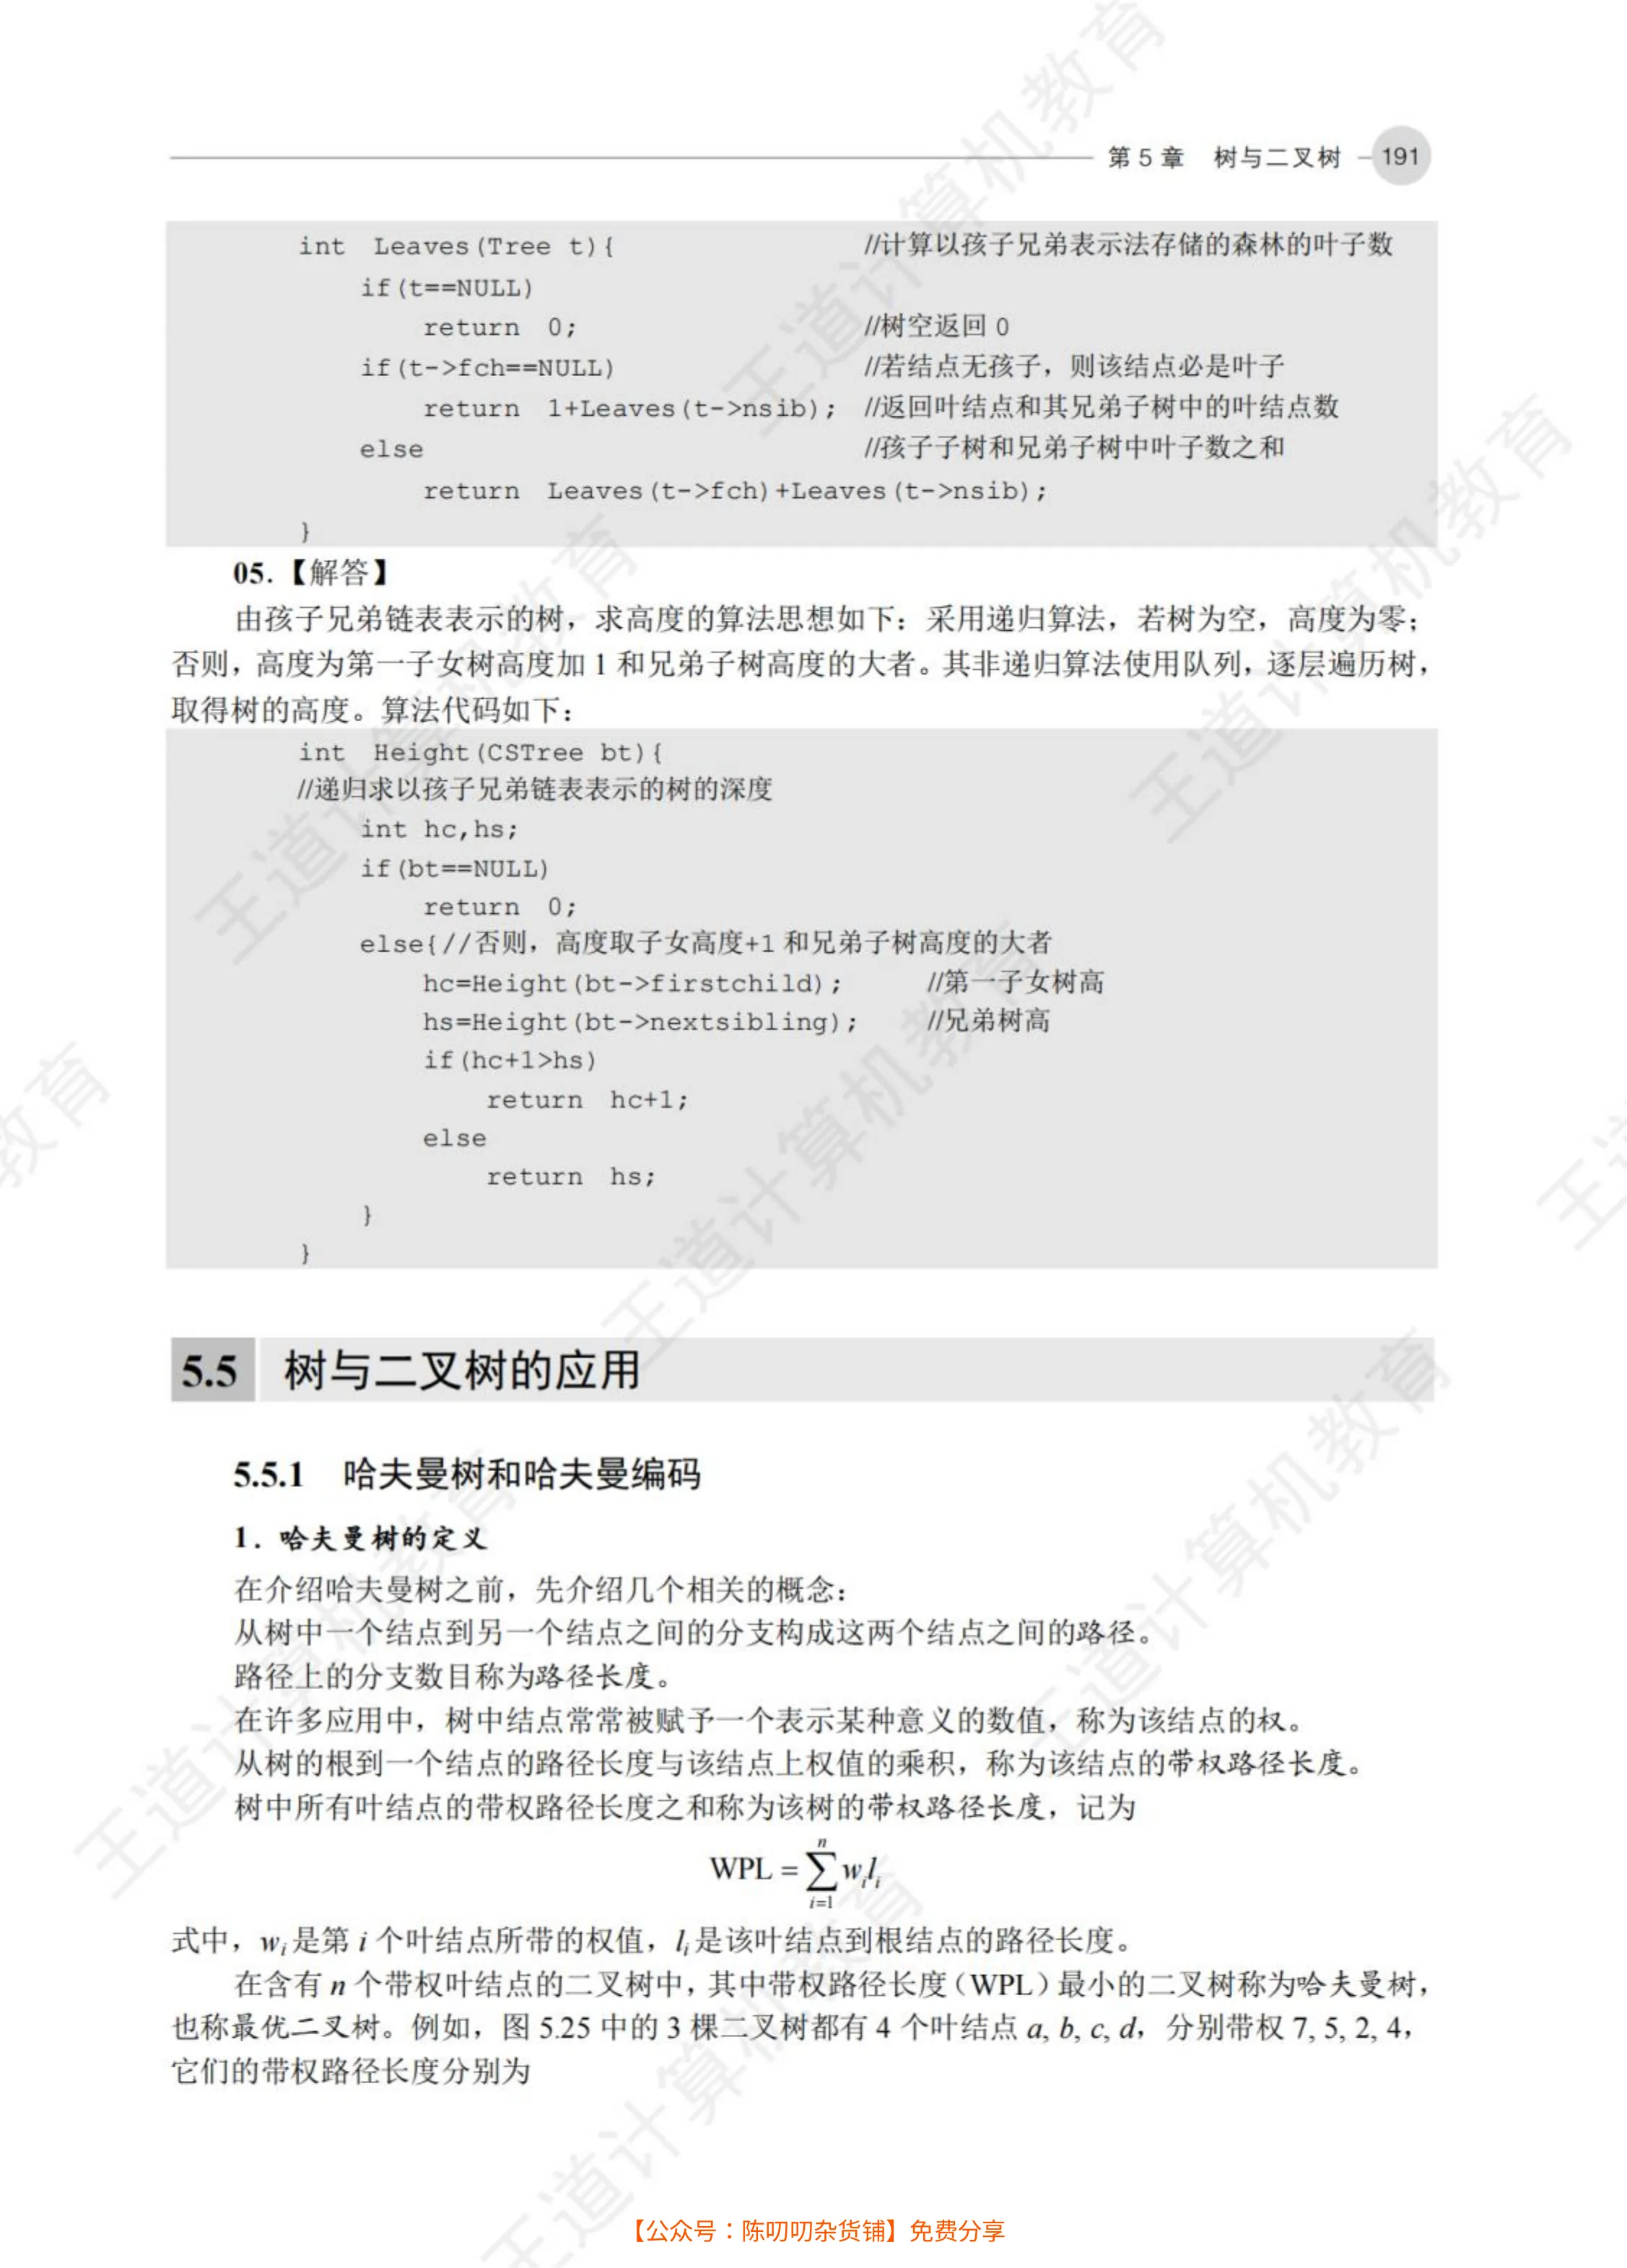 第 5 章 树与二叉树 191
int Leaves(Tree t){ //计算以孩子兄弟表示法存储的森林的叶子数
if(t==NULL)
return 0; //树空返回 0
if(t->fch==NULL) //若结点无孩子，则该结点必是叶子
return 1+Leaves(t->nsib); //返回叶结点和其兄弟子树中的叶结点数
else //孩子子树和兄弟子树中叶子数之和
return Leaves(t->fch)+Leaves(t->nsib);
}
05.【解答】
由孩子兄弟链表表示的树，求高度的算法思想如下：采用递归算法，若树为空，高度为零；
否则，高度为第一子女树高度加 1 和兄弟子树高度的大者。其非递归算法使用队列，逐层遍历树，
取得树的高度。算法代码如下：
int Height(CSTree bt){
//递归求以孩子兄弟链表表示的树的深度
int hc,hs;
if(bt==NULL)
return 0;
else{//否则，高度取子女高度+1 和兄弟子树高度的大者
hc=Height(bt->firstchild); //第一子女树高
hs=Height(bt->nextsibling); //兄弟树高
if(hc+1>hs)
return hc+1;
else
return hs;
}
}
5.5 树与二叉树的应用
5.5.1 哈夫曼树和哈夫曼编码
1．哈夫曼树的定义
在介绍哈夫曼树之前，先介绍几个相关的概念：
从树中一个结点到另一个结点之间的分支构成这两个结点之间的路径。
路径上的分支数目称为路径长度。
在许多应用中，树中结点常常被赋予一个表示某种意义的数值，称为该结点的权。
从树的根到一个结点的路径长度与该结点上权值的乘积，称为该结点的带权路径长度。
树中所有叶结点的带权路径长度之和称为该树的带权路径长度，记为
WPL = ∑_{i=1}^{n} w_i l_i
式中，w_i 是第 i 个叶结点所带的权值，l_i 是该叶结点到根结点的路径长度。
在含有 n 个带权叶结点的二叉树中，其中带权路径长度（WPL）最小的二叉树称为哈夫曼树，
也称最优二叉树。例如，图 5.25 中的 3 棵二叉树都有 4 个叶结点 a, b, c, d，分别带权 7, 5, 2, 4，
它们的带权路径长度分别为
【公众号：陈叨叨杂货铺】免费分享
王道计算机教育